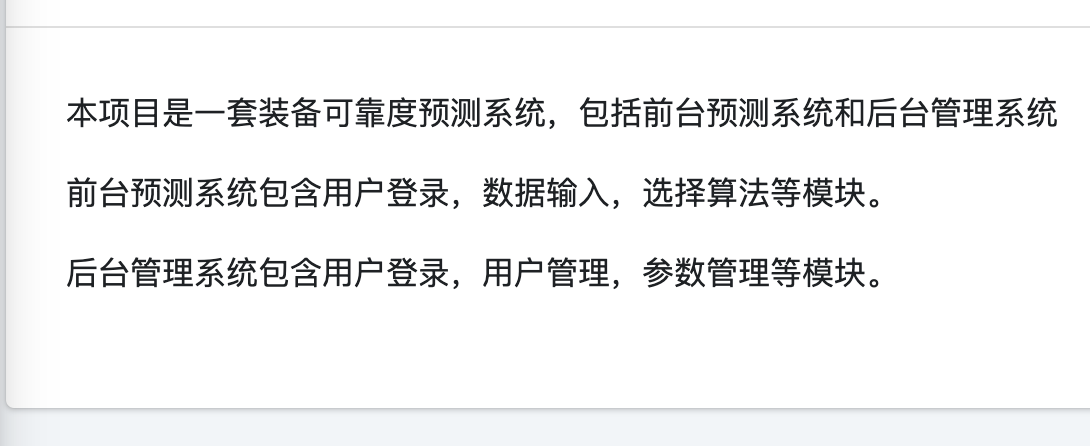 本项目是一套装备可靠度预测系统，包括前台预测系统和后台管理系统
前台预测系统包含用户登录，数据输入，选择算法等模块。
后台管理系统包含用户登录，用户管理，参数管理等模块。